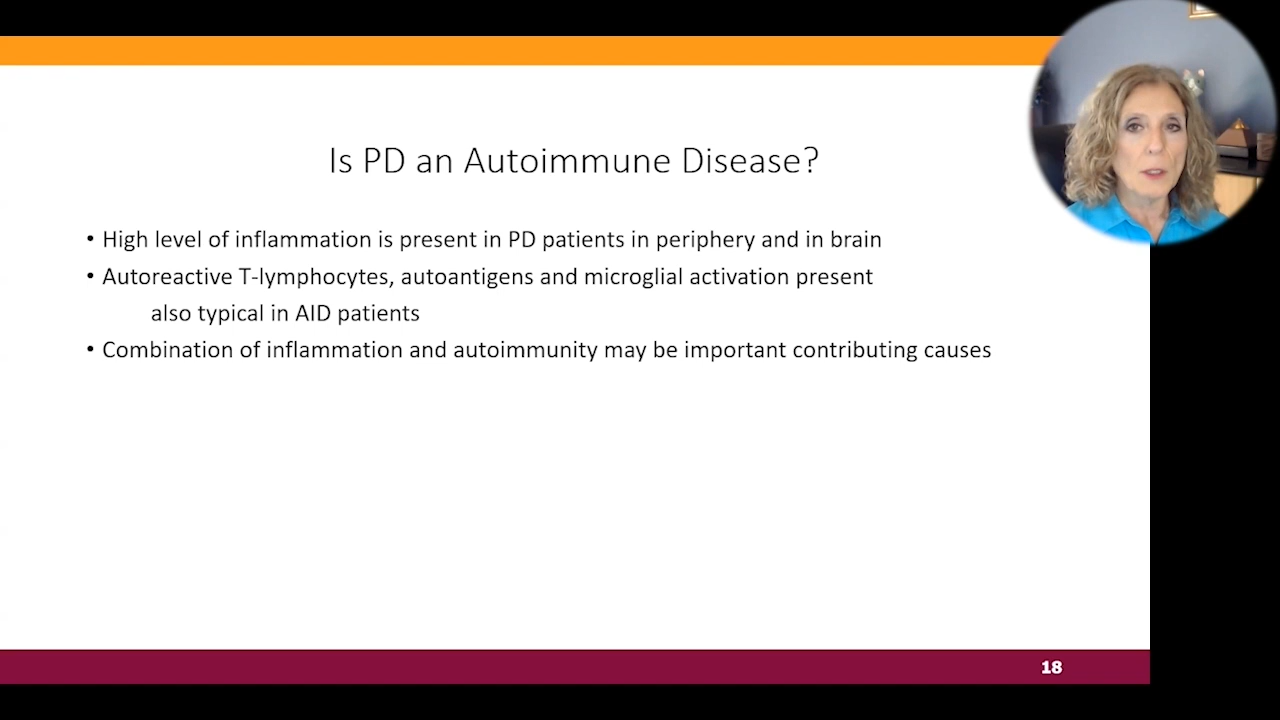 Is PD an Autoimmune Disease?
• High level of inflammation is present in PD patients in periphery and in brain
• Autoreactive T-lymphocytes, autoantigens and microglial activation present
also typical in AID patients
• Combination of inflammation and autoimmunity may be important contributing causes
18